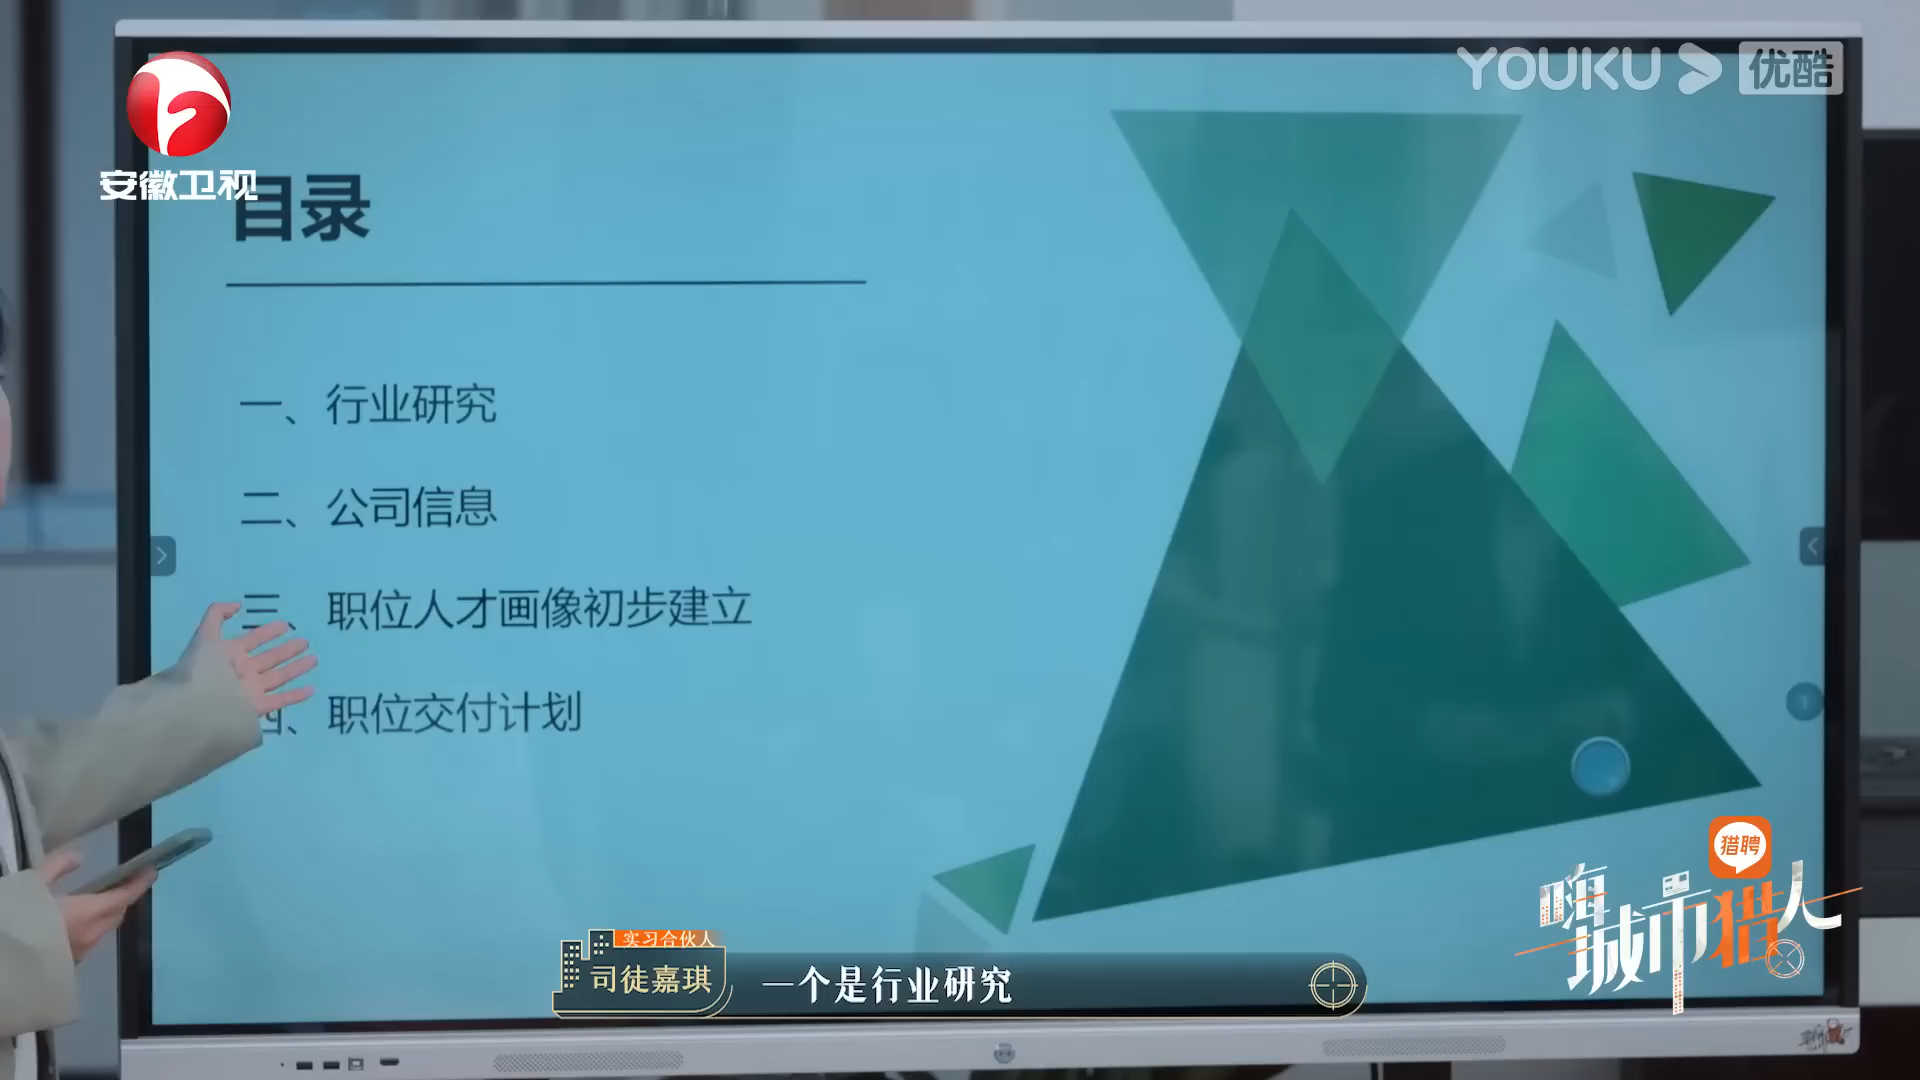 安徽卫视
YOUKU 优酷
目录
一、行业研究
二、公司信息
三、职位人才画像初步建立
四、职位交付计划
猎聘
嗨城市猎人
实习合伙人
司徒嘉琪
一个是行业研究